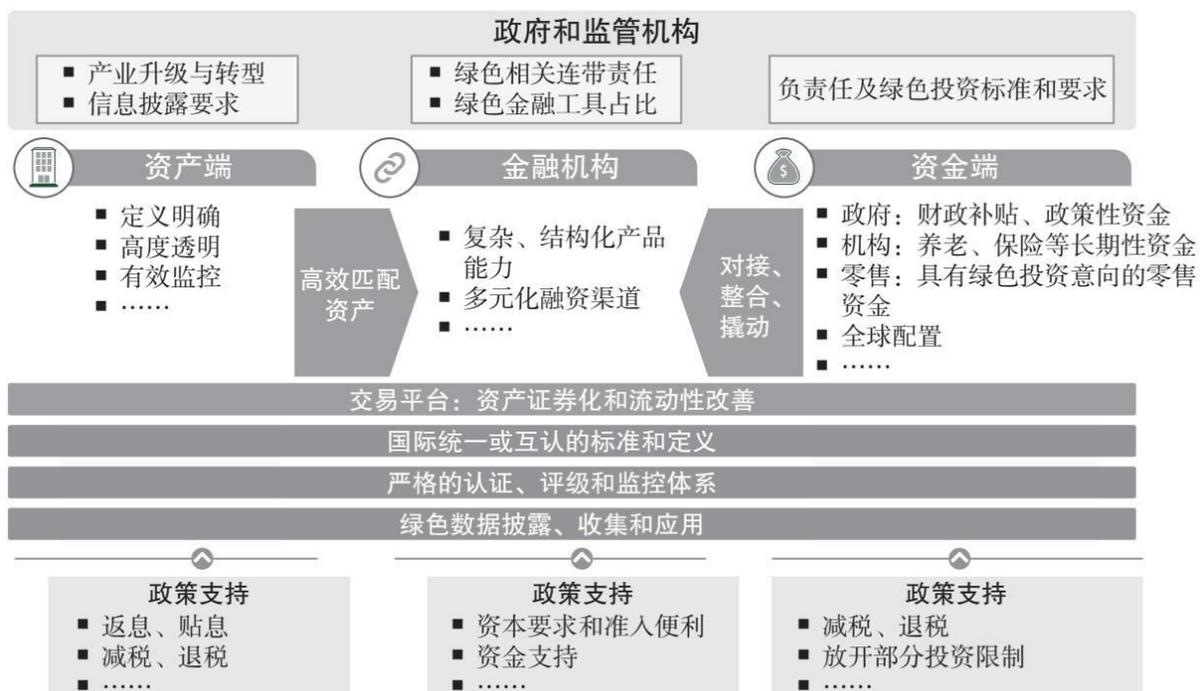 政府和监管机构
■ 产业升级与转型
■ 信息披露要求
■ 绿色相关连带责任
■ 绿色金融工具占比
负责任及绿色投资标准和要求
资产端
■ 定义明确
■ 高度透明
■ 有效监控
■ ……
高效匹配
资产
金融机构
■ 复杂、结构化产品
能力
■ 多元化融资渠道
■ ……
对接、
整合、
撬动
资金端
$
■ 政府：财政补贴、政策性资金
■ 机构：养老、保险等长期性资金
■ 零售：具有绿色投资意向的零售
资金
■ 全球配置
■ ……
交易平台：资产证券化和流动性改善
国际统一或互认的标准和定义
严格的认证、评级和监控体系
绿色数据披露、收集和应用
政策支持
■ 返息、贴息
■ 减税、退税
■ ……
政策支持
■ 资本要求和准入便利
■ 资金支持
■ ……
政策支持
■ 减税、退税
■ 放开部分投资限制
■ ……